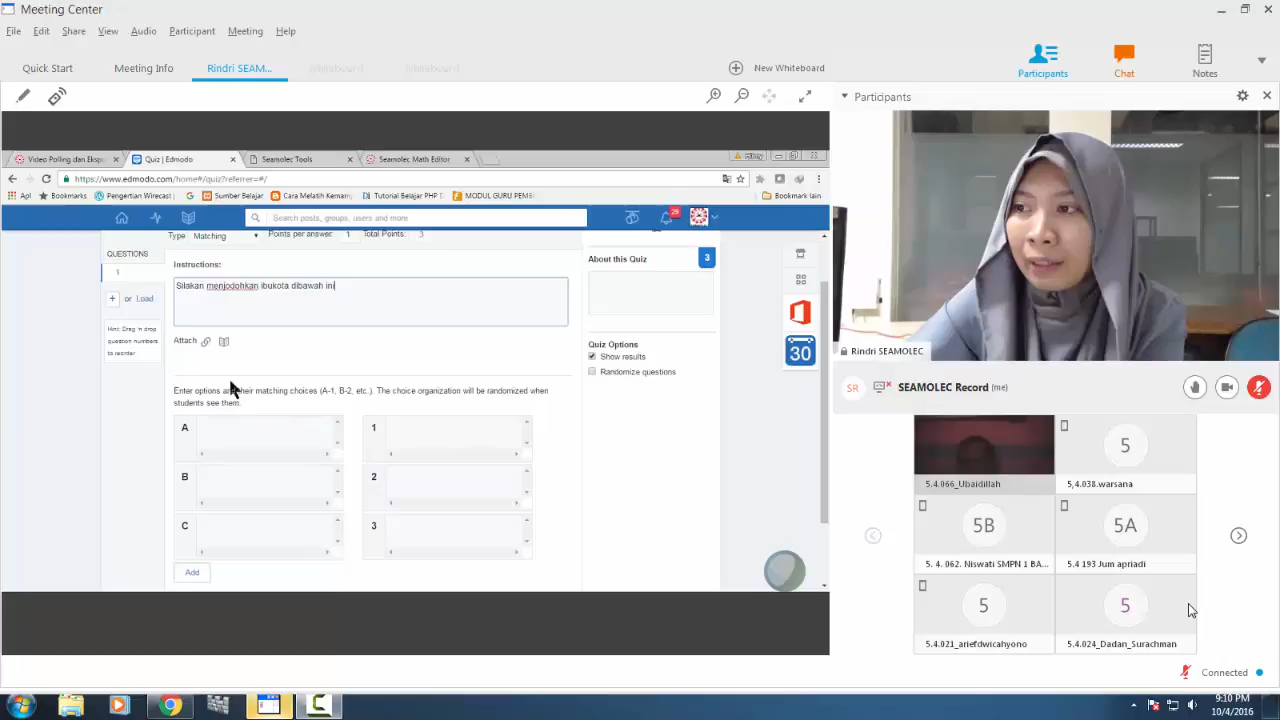 Meeting Center
File Edit Share View Audio Participant Meeting Help
Quick Start Meeting Info Rindri SEAM... Whiteboard Whiteboard New Whiteboard
Participants Chat Notes
Participants
Video Polling dan Ekspo Quiz | Edmodo Seamolec Tools Seamolec Math Editor
https://www.edmodo.com/home#/quiz?referrer=#/
Apl Bookmarks Pengertian Wirecast Sumber Belajar Cara Melatih Kemam Tutorial Belajar PHP D MODUL GURU PEMB Bookmark lain
Search posts, groups, users and more 29
Type Matching Points per answer: 1 Total Points: 3
QUESTIONS
1
+ or Load
Hint: Drag 'n drop
question numbers
to reorder
Instructions:
Silakan menjodohkan ibukota dibawah ini
Attach
Enter options and their matching choices (A-1, B-2, etc.). The choice organization will be randomized when
students see them.
A 1
B 2
C 3
Add
About this Quiz 3
Quiz Options
Show results
Randomize questions
30
Rindri SEAMOLEC
SR SEAMOLEC Record (me)
5.4.066_Ubaidillah
5
5,4.038.warsana
5B
5. 4. 062. Niswati SMPN 1 BA...
5A
5.4 193 Jum apriadi
5
5.4.021_ariefdwicahyono
5
5.4.024_Dadan_Surachman
Connected
9:10 PM
10/4/2016